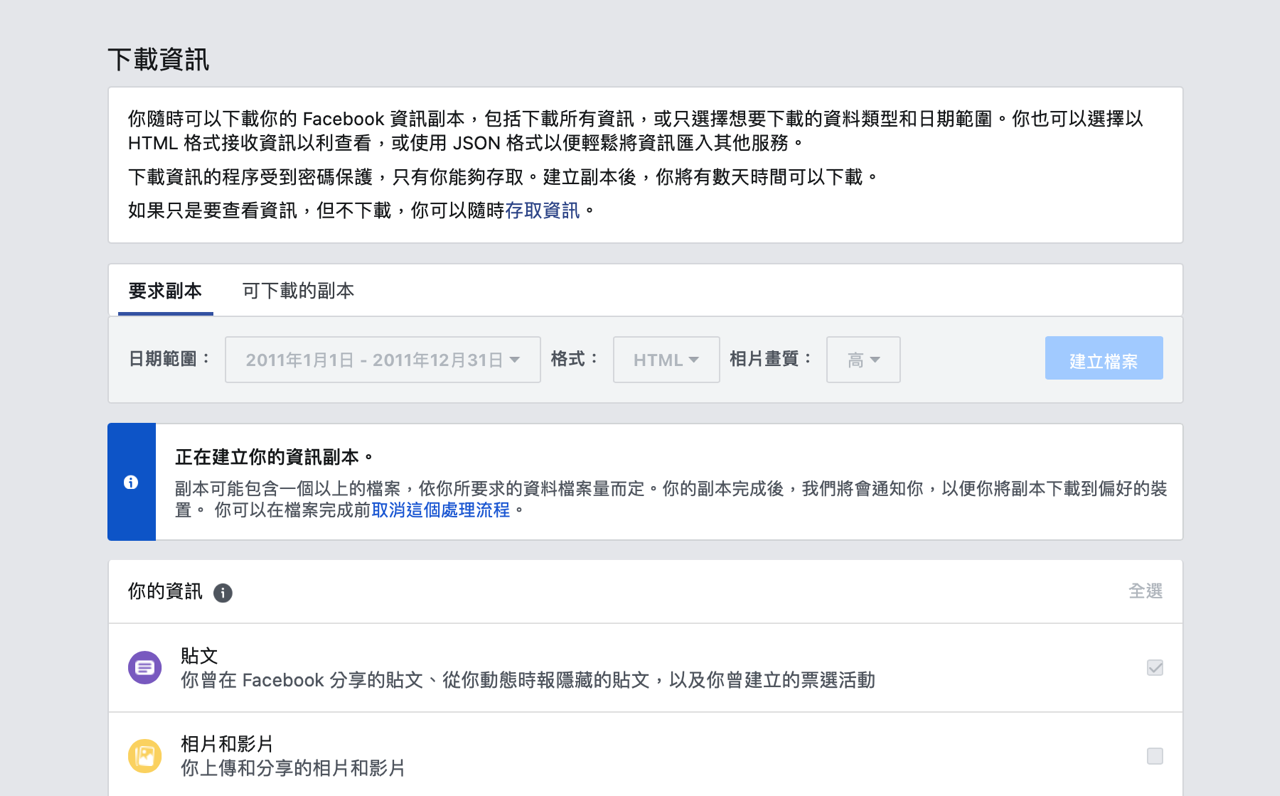 下載資訊
你隨時可以下載你的 Facebook 資訊副本，包括下載所有資訊，或只選擇想要下載的資料類型和日期範圍。你也可以選擇以
HTML 格式接收資訊以利查看，或使用 JSON 格式以便輕鬆將資訊匯入其他服務。
下載資訊的程序受到密碼保護，只有你能夠存取。建立副本後，你將有數天時間可以下載。
如果只是要查看資訊，但不下載，你可以隨時存取資訊。
要求副本 可下載的副本
日期範圍： 2011年1月1日 - 2011年12月31日 格式： HTML 相片畫質： 高 建立檔案
正在建立你的資訊副本。
副本可能包含一個以上的檔案，依你所要求的資料檔案量而定。你的副本完成後，我們將會通知你，以便你將副本下載到偏好的裝
置。 你可以在檔案完成前取消這個處理流程。
你的資訊 全選
貼文
你曾在 Facebook 分享的貼文、從你動態時報隱藏的貼文，以及你曾建立的票選活動
相片和影片
你上傳和分享的相片和影片